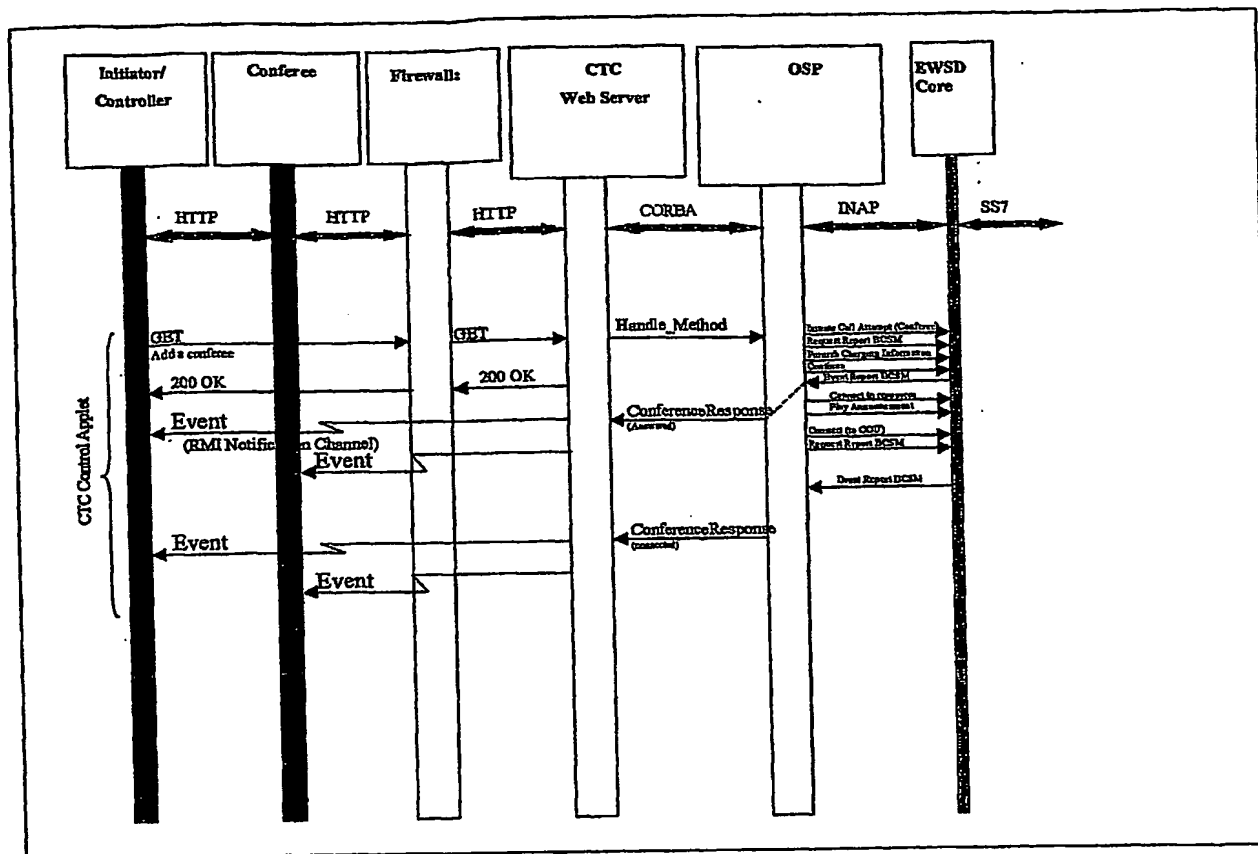 Initiator/
Controller
Conferee
Firewalls
CTC
Web Server
OSP
EWSD
Core
HTTP
HTTP
HTTP
CORBA
INAP
SS7
GET
Add a conferee
GET
Handle_Method
Initiate Call Attempt (Conferee)
Request Report BCSM
Furnish Charging Information
Continue
Event Report BCSM
200 OK
200 OK
Connect to resource
Play Announcement
ConferenceResponse
(Answered)
Event
(RMI Notification Channel)
Event
Connect (to CCU)
Request Report BCSM
Event Report BCSM
ConferenceResponse
(connected)
Event
Event
CTC Control Applet